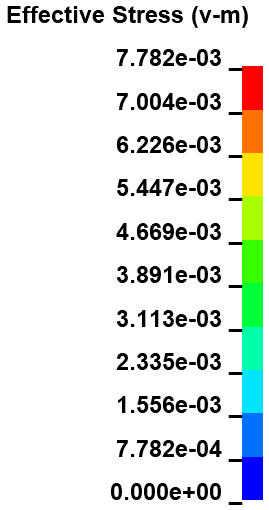 Effective Stress (v-m)
7.782e-03
7.004e-03
6.226e-03
5.447e-03
4.669e-03
3.891e-03
3.113e-03
2.335e-03
1.556e-03
7.782e-04
0.000e+00